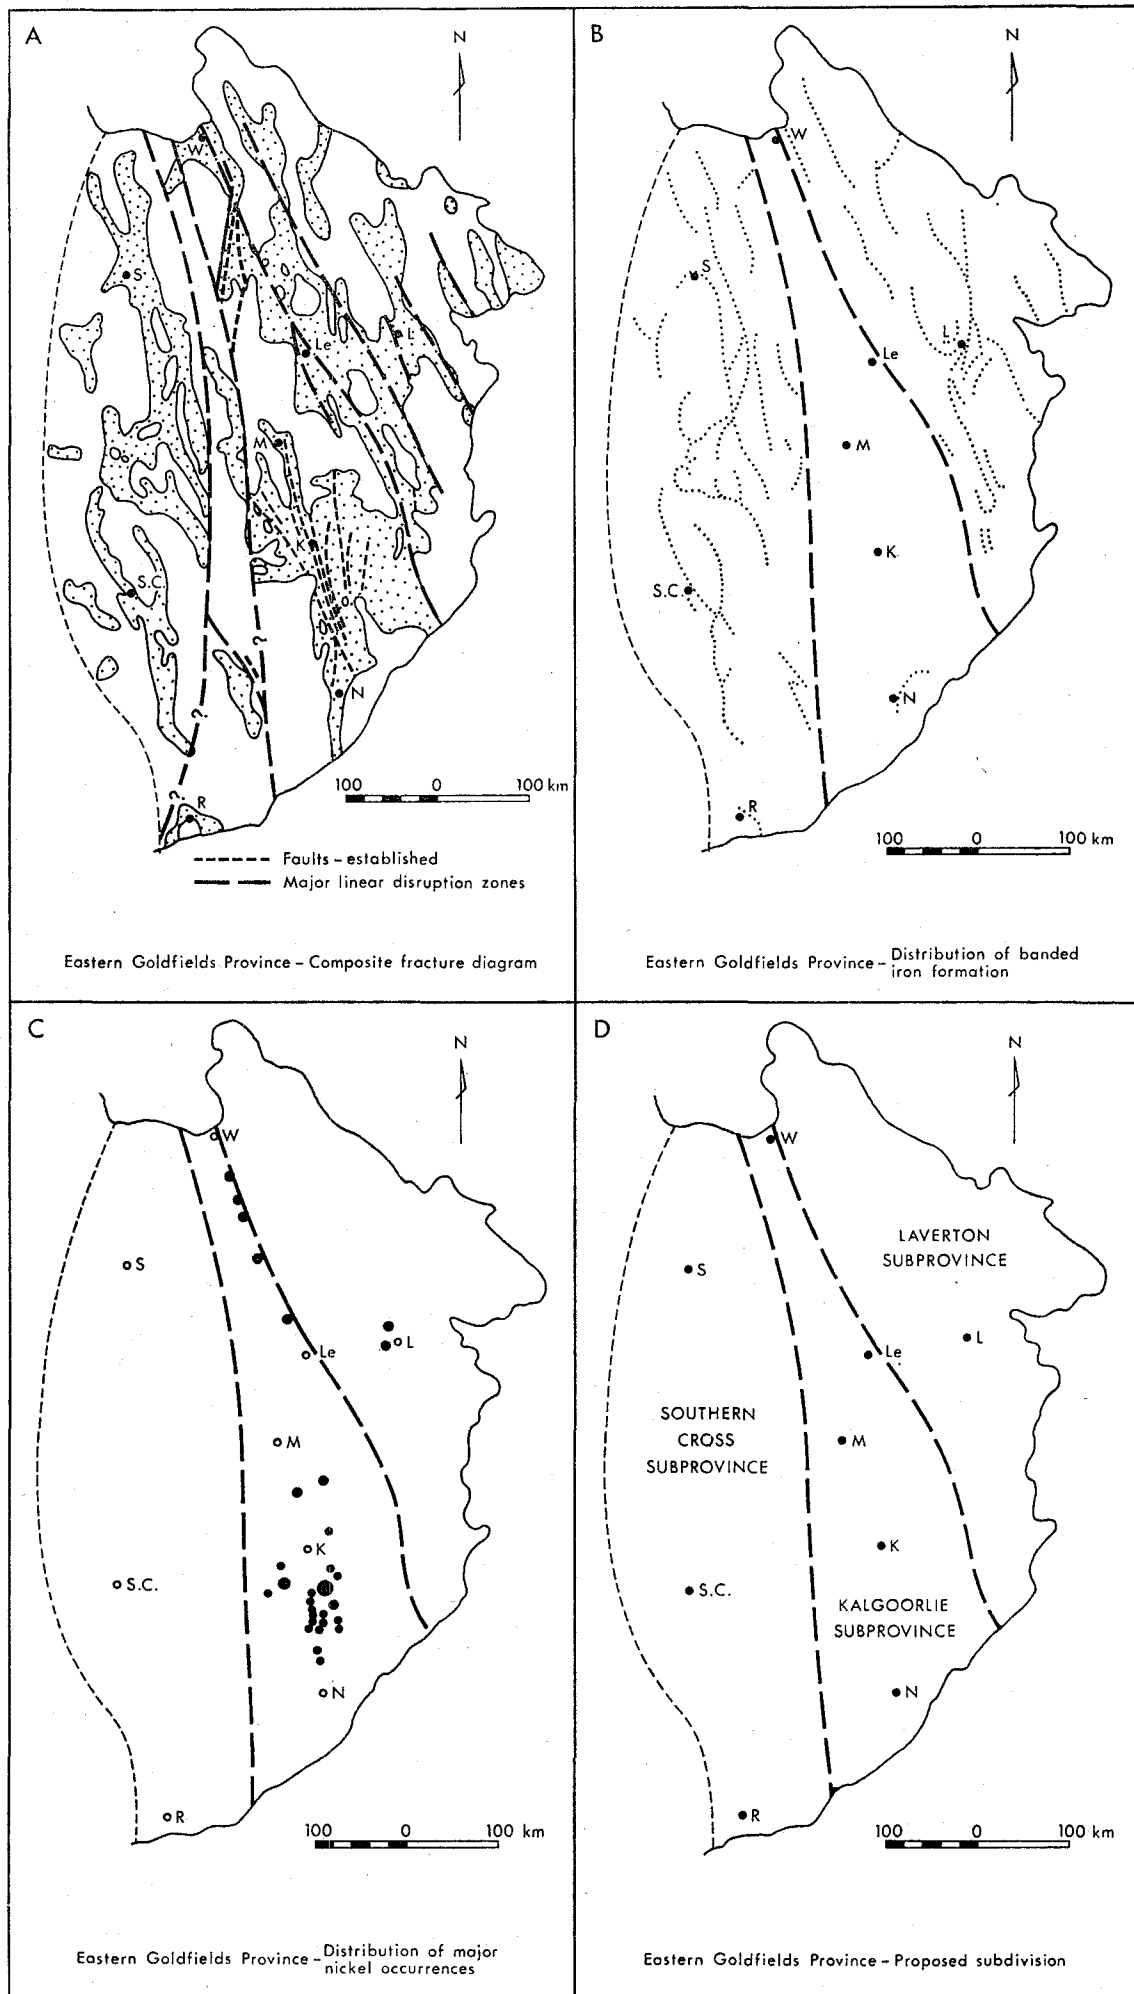 A
N
W
S
Le
L
M
K
S.C.
?
?
N
?
R
100 0 100 km
Faults – established
Major linear disruption zones
Eastern Goldfields Province – Composite fracture diagram
B
N
W
S
L
Le
M
K
S.C.
N
R
100 0 100 km
Eastern Goldfields Province – Distribution of banded
iron formation
C
N
W
S
L
Le
M
K
S.C.
N
R
100 0 100 km
Eastern Goldfields Province – Distribution of major
nickel occurrences
D
N
W
LAVERTON
SUBPROVINCE
S
L
Le
SOUTHERN
CROSS
SUBPROVINCE
M
K
S.C.
KALGOORLIE
SUBPROVINCE
N
R
100 0 100 km
Eastern Goldfields Province – Proposed subdivision